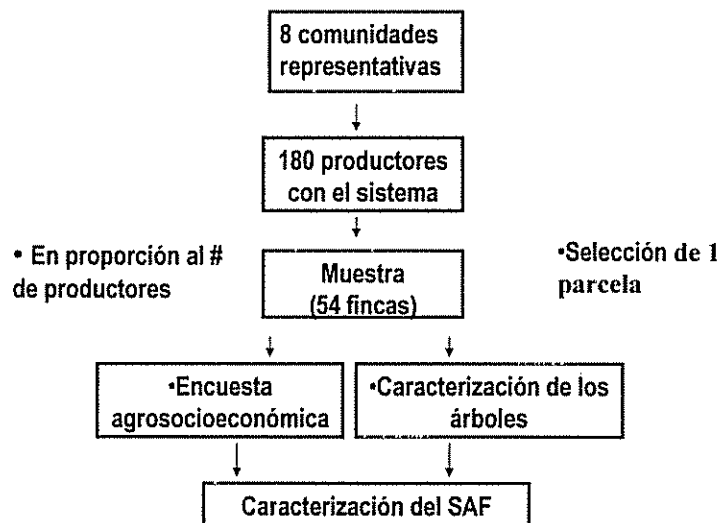 8 comunidades
representativas
180 productores
con el sistema
• En proporción al #
de productores
Muestra
(54 fincas)
•Selección de 1
parcela
•Encuesta
agrosocioeconómica
•Caracterización de los
árboles
Caracterización del SAF